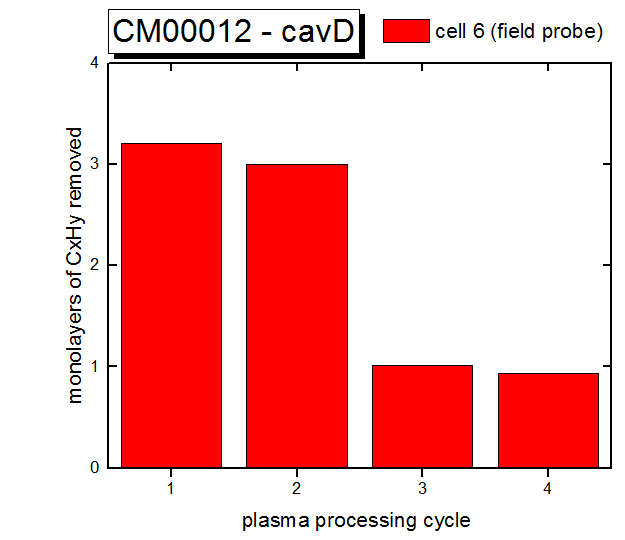 CM00012 - cavD
cell 6 (field probe)
monolayers of CxHy removed
4
3
2
1
0
1 2 3 4
plasma processing cycle